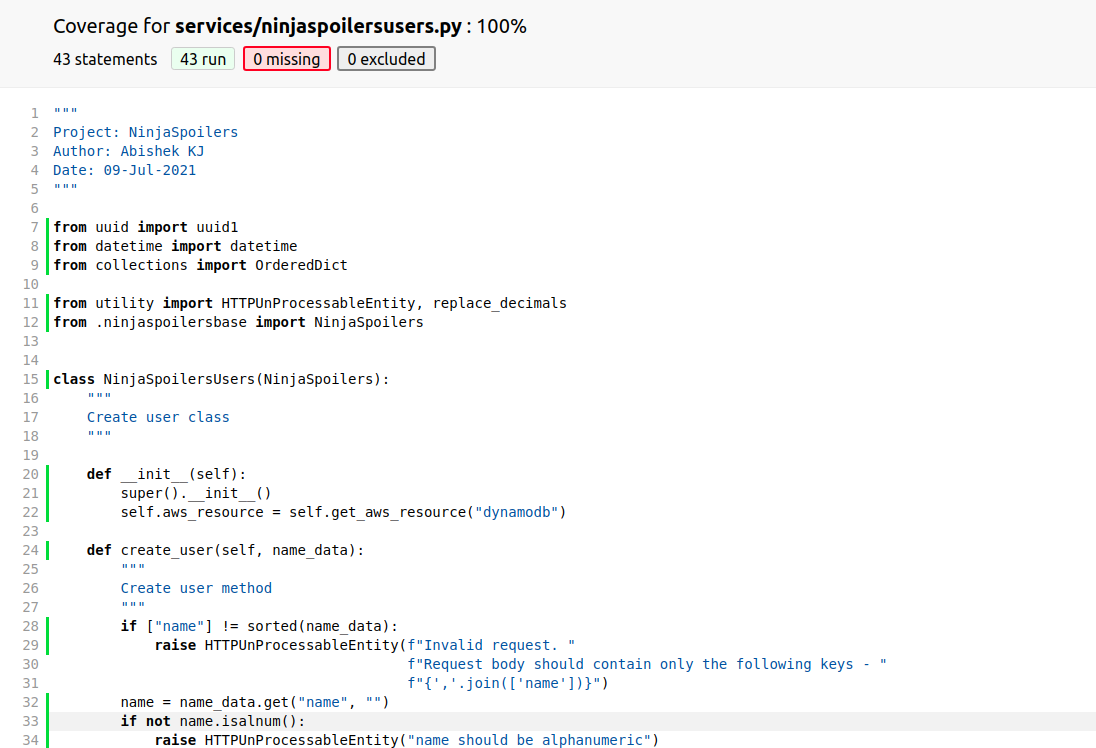 Coverage for services/ninjaspoilersusers.py : 100%
43 statements 43 run 0 missing 0 excluded
1 """
2 Project: NinjaSpoilers
3 Author: Abishek KJ
4 Date: 09-Jul-2021
5 """
6
7 from uuid import uuid1
8 from datetime import datetime
9 from collections import OrderedDict
10
11 from utility import HTTPUnProcessableEntity, replace_decimals
12 from .ninjaspoilersbase import NinjaSpoilers
13
14
15 class NinjaSpoilersUsers(NinjaSpoilers):
16     """
17     Create user class
18     """
19
20     def __init__(self):
21         super().__init__()
22         self.aws_resource = self.get_aws_resource("dynamodb")
23
24     def create_user(self, name_data):
25         """
26         Create user method
27         """
28         if ["name"] != sorted(name_data):
29             raise HTTPUnProcessableEntity(f"Invalid request. "
30                                           f"Request body should contain only the following keys - "
31                                           f"{','.join(['name'])}")
32         name = name_data.get("name", "")
33         if not name.isalnum():
34             raise HTTPUnProcessableEntity("name should be alphanumeric")